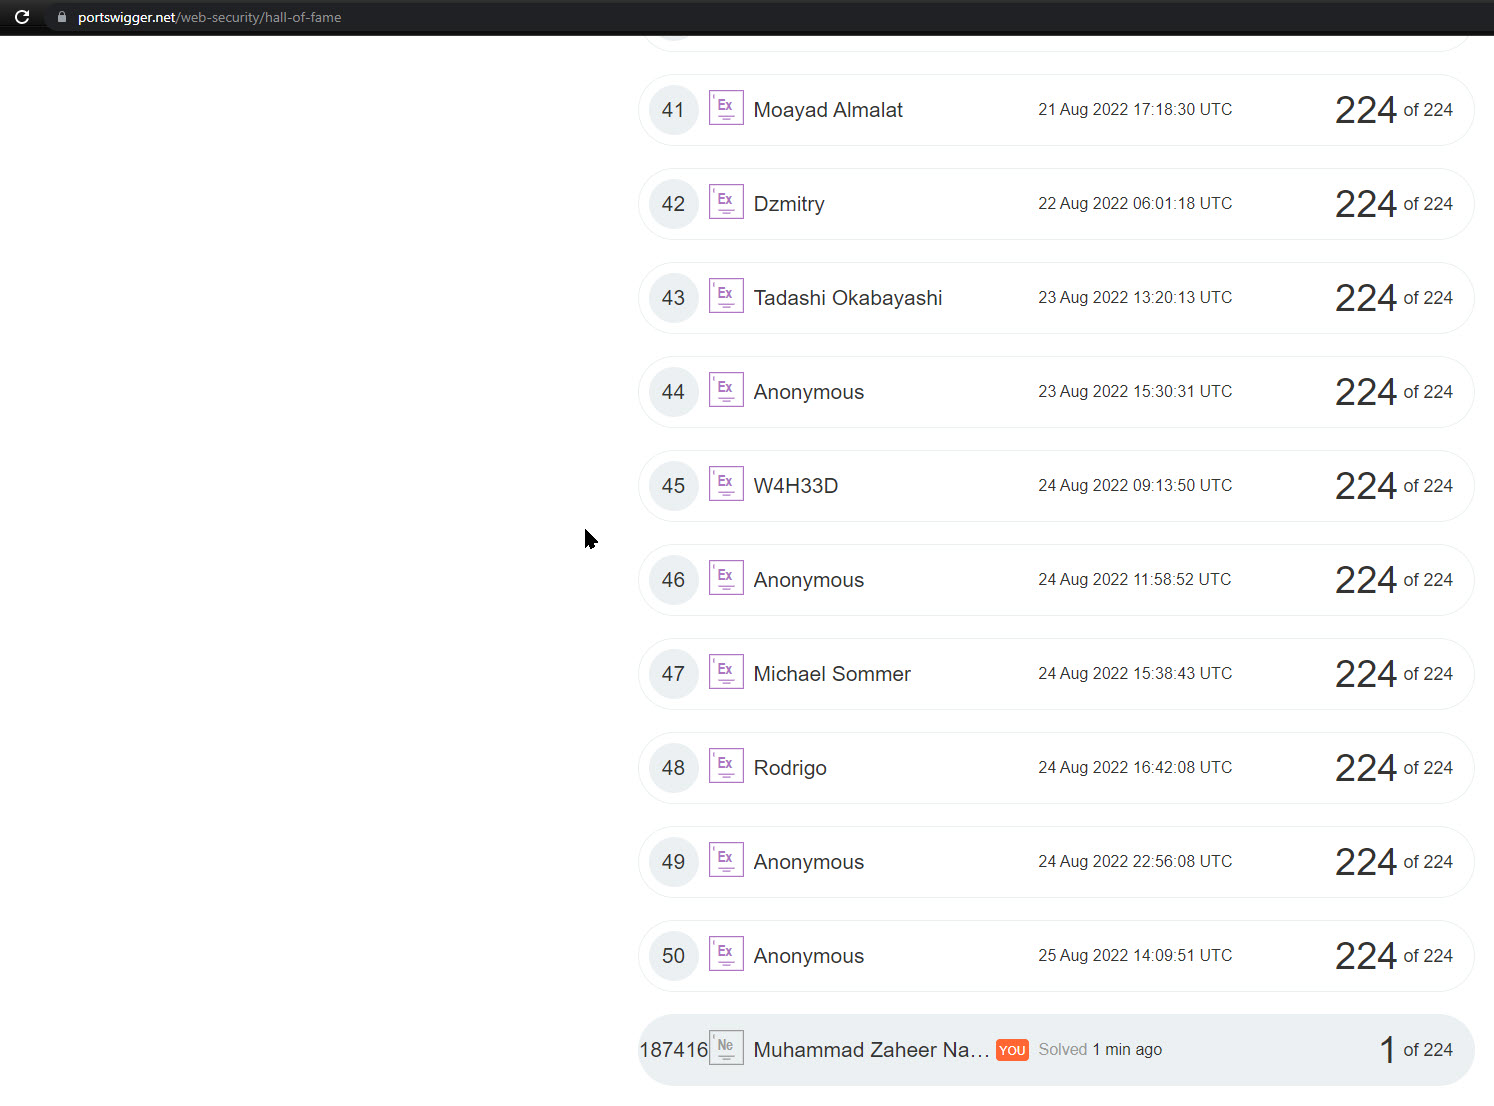 portswigger.net/web-security/hall-of-fame
41 Ex Moayad Almalat 21 Aug 2022 17:18:30 UTC 224 of 224
42 Ex Dzmitry 22 Aug 2022 06:01:18 UTC 224 of 224
43 Ex Tadashi Okabayashi 23 Aug 2022 13:20:13 UTC 224 of 224
44 Ex Anonymous 23 Aug 2022 15:30:31 UTC 224 of 224
45 Ex W4H33D 24 Aug 2022 09:13:50 UTC 224 of 224
46 Ex Anonymous 24 Aug 2022 11:58:52 UTC 224 of 224
47 Ex Michael Sommer 24 Aug 2022 15:38:43 UTC 224 of 224
48 Ex Rodrigo 24 Aug 2022 16:42:08 UTC 224 of 224
49 Ex Anonymous 24 Aug 2022 22:56:08 UTC 224 of 224
50 Ex Anonymous 25 Aug 2022 14:09:51 UTC 224 of 224
187416 Ne Muhammad Zaheer Na... YOU Solved 1 min ago 1 of 224